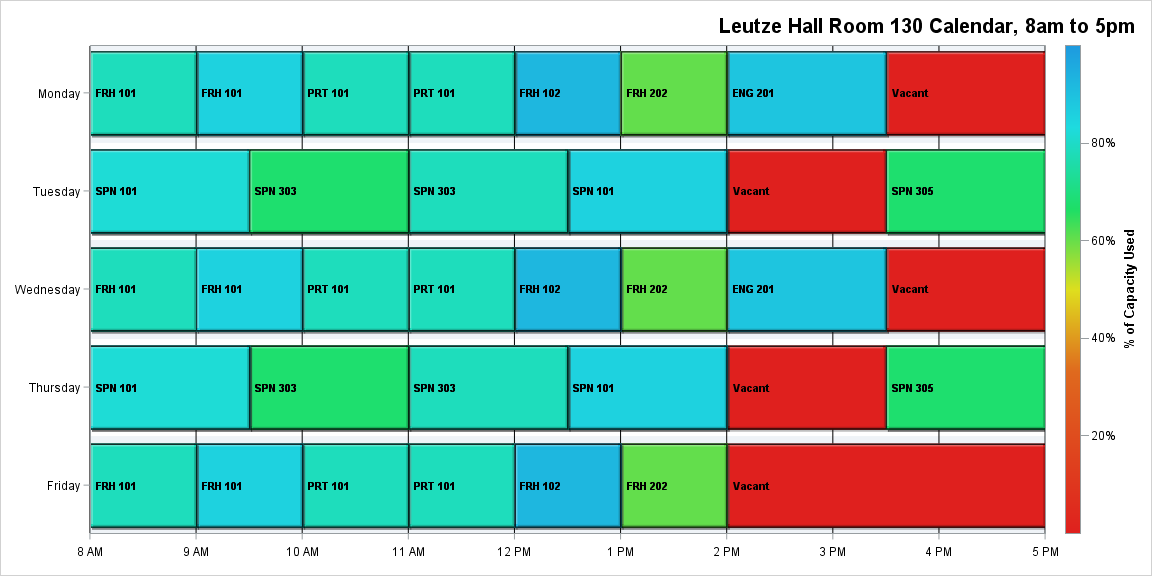 Leutze Hall Room 130 Calendar, 8am to 5pm
Monday
FRH 101
FRH 101
PRT 101
PRT 101
FRH 102
FRH 202
ENG 201
Vacant
Tuesday
SPN 101
SPN 303
SPN 303
SPN 101
Vacant
SPN 305
Wednesday
FRH 101
FRH 101
PRT 101
PRT 101
FRH 102
FRH 202
ENG 201
Vacant
Thursday
SPN 101
SPN 303
SPN 303
SPN 101
Vacant
SPN 305
Friday
FRH 101
FRH 101
PRT 101
PRT 101
FRH 102
FRH 202
Vacant
8 AM
9 AM
10 AM
11 AM
12 PM
1 PM
2 PM
3 PM
4 PM
5 PM
80%
60%
40%
20%
% of Capacity Used